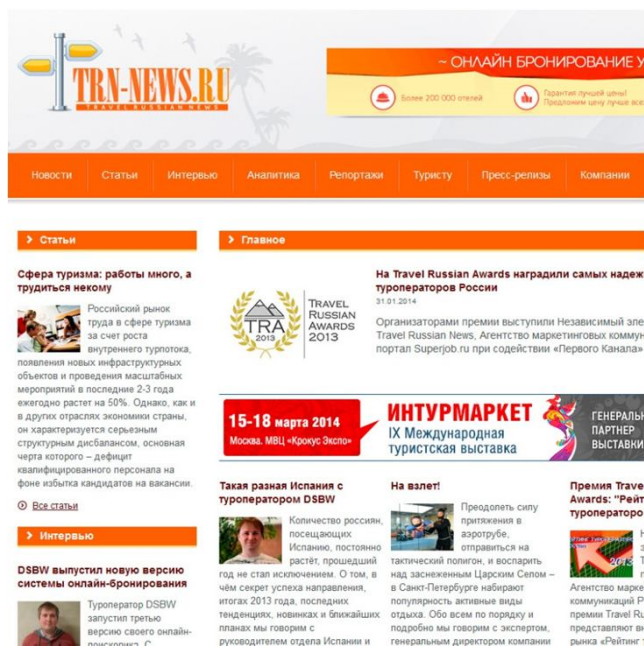 TRN-NEWS.RU
TRAVEL RUSSIAN NEWS
~ ОНЛАЙН БРОНИРОВАНИЕ У
Более 200 000 отелей
Гарантия лучшей цены!
Предложим цену лучше все
Новости Статьи Интервью Аналитика Репортажи Туристу Пресс-релизы Компании
Статьи
Сфера туризма: работы много, а
трудиться некому
Российский рынок
труда в сфере туризма
за счет роста
внутреннего турпотока,
появления новых инфраструктурных
объектов и проведения масштабных
мероприятий в последние 2-3 года
ежегодно растет на 50%. Однако, как и
в других отраслях экономики страны,
он характеризуется серьезным
структурным дисбалансом, основная
черта которого – дефицит
квалифицированного персонала на
фоне избытка кандидатов на вакансии.
Все статьи
Интервью
DSBW выпустил новую версию
системы онлайн-бронирования
Туроператор DSBW
запустил третью
версию своего онлайн-
поисковика. С
Главное
TRA
2013
TRAVEL
RUSSIAN
AWARDS
2013
На Travel Russian Awards наградили самых надеж
туроператоров России
31.01.2014
Организаторами премии выступили Независимый эле
Travel Russian News, Агентство маркетинговых коммун
портал Superjob.ru при содействии «Первого Канала»
15-18 марта 2014
Москва. МВЦ «Крокус Экспо»
ИНТУРМАРКЕТ
IX Международная
туристская выставка
ГЕНЕРАЛЬН
ПАРТНЕР
ВЫСТАВКИ
Такая разная Испания с
туроператором DSBW
Количество россиян,
посещающих
Испанию, постоянно
растёт, прошедший
год не стал исключением. О том, в
чём секрет успеха направления,
итогах 2013 года, последних
тенденциях, новинках и ближайших
планах мы говорим с
руководителем отдела Испании и
На взлет!
Преодолеть силу
притяжения в
аэротрубе,
отправиться на
тактический полигон, и воспарить
над заснеженным Царским Селом –
в Санкт-Петербурге набирают
популярность активные виды
отдыха. Обо всем по порядку и
подробно мы говорим с экспертом,
генеральным директором компании
Премия Trave
Awards: "Рейт
туроператоро
2013
Агентство марке
коммуникаций P
премии Travel Ru
представляют вн
рынка «Рейтинг